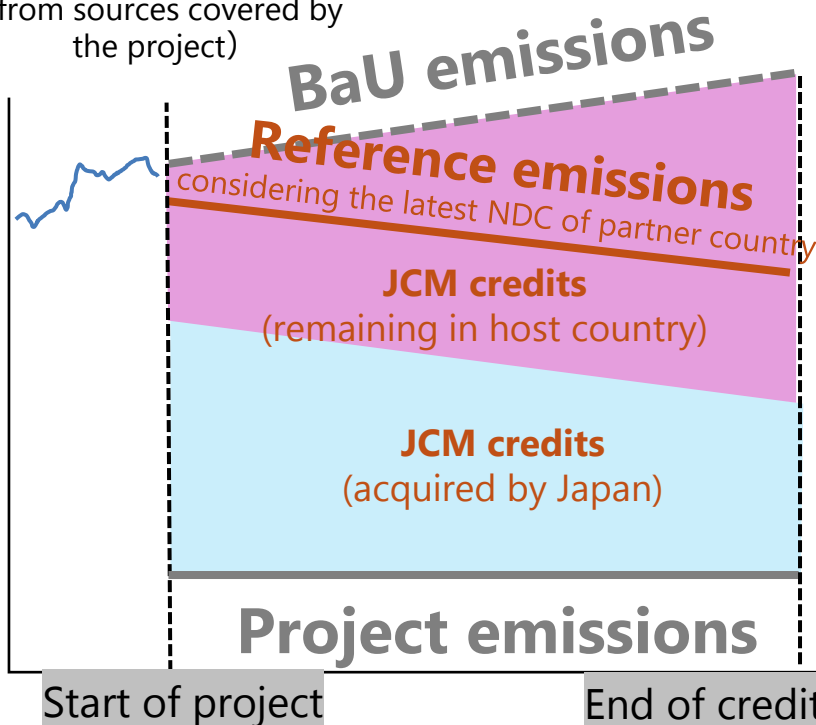 from sources covered by
the project）
BaU emissions
Reference emissions
considering the latest NDC of partner country
JCM credits
(remaining in host country)
JCM credits
(acquired by Japan)
Project emissions
Start of project
End of credit